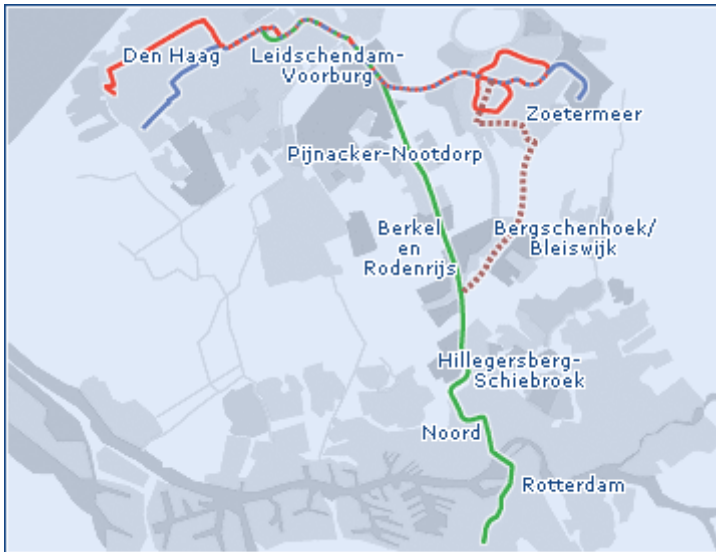 Den Haag
Leidschendam-
Voorburg
Zoetermeer
Pijnacker-Nootdorp
Berkel
en
Rodenrijs
Bergschenhoek/
Bleiswijk
Hillegersberg-
Schiebroek
Noord
Rotterdam